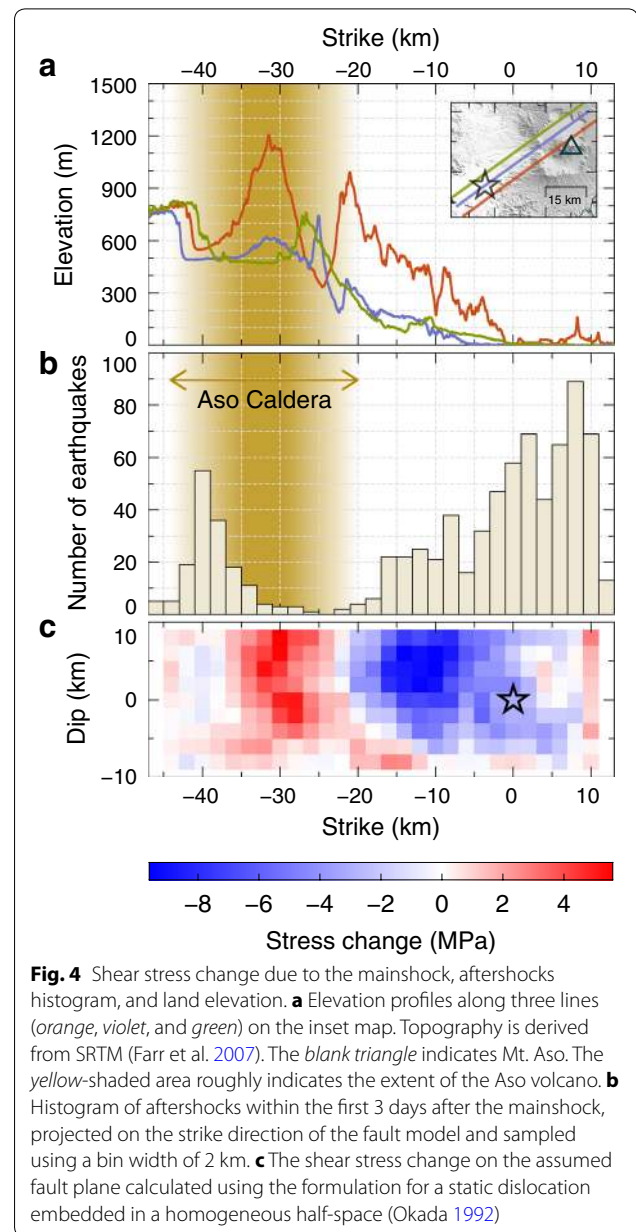 Strike (km)
−40 −30 −20 −10 0 10
a
1500
1200
900
600
300
0
Elevation (m)
15 km
b
100
80
60
40
20
0
Number of earthquakes
Aso Caldera
c
10
0
−10
Dip (km)
−40 −30 −20 −10 0 10
Strike (km)
−8 −6 −4 −2 0 2 4
Stress change (MPa)
Fig. 4 Shear stress change due to the mainshock, aftershocks
histogram, and land elevation. a Elevation profiles along three lines
(orange, violet, and green) on the inset map. Topography is derived
from SRTM (Farr et al. 2007). The blank triangle indicates Mt. Aso. The
yellow-shaded area roughly indicates the extent of the Aso volcano. b
Histogram of aftershocks within the first 3 days after the mainshock,
projected on the strike direction of the fault model and sampled
using a bin width of 2 km. c The shear stress change on the assumed
fault plane calculated using the formulation for a static dislocation
embedded in a homogeneous half-space (Okada 1992)